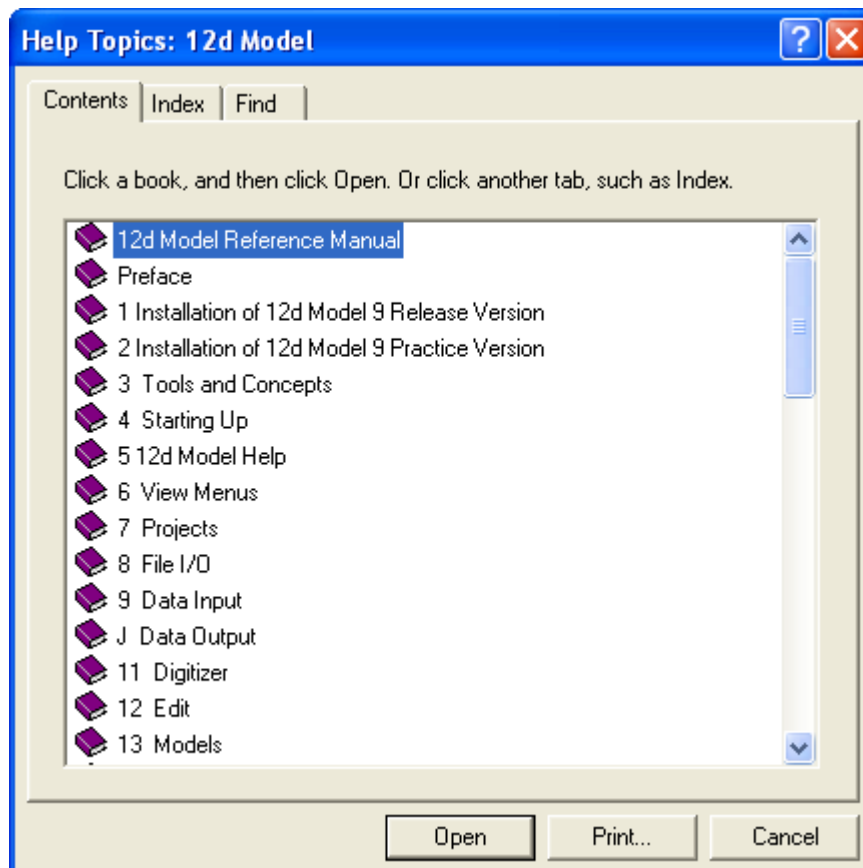 Help Topics: 12d Model
Contents Index Find
Click a book, and then click Open. Or click another tab, such as Index.
12d Model Reference Manual
Preface
1 Installation of 12d Model 9 Release Version
2 Installation of 12d Model 9 Practice Version
3 Tools and Concepts
4 Starting Up
5 12d Model Help
6 View Menus
7 Projects
8 File I/O
9 Data Input
J Data Output
11 Digitizer
12 Edit
13 Models
Open Print... Cancel